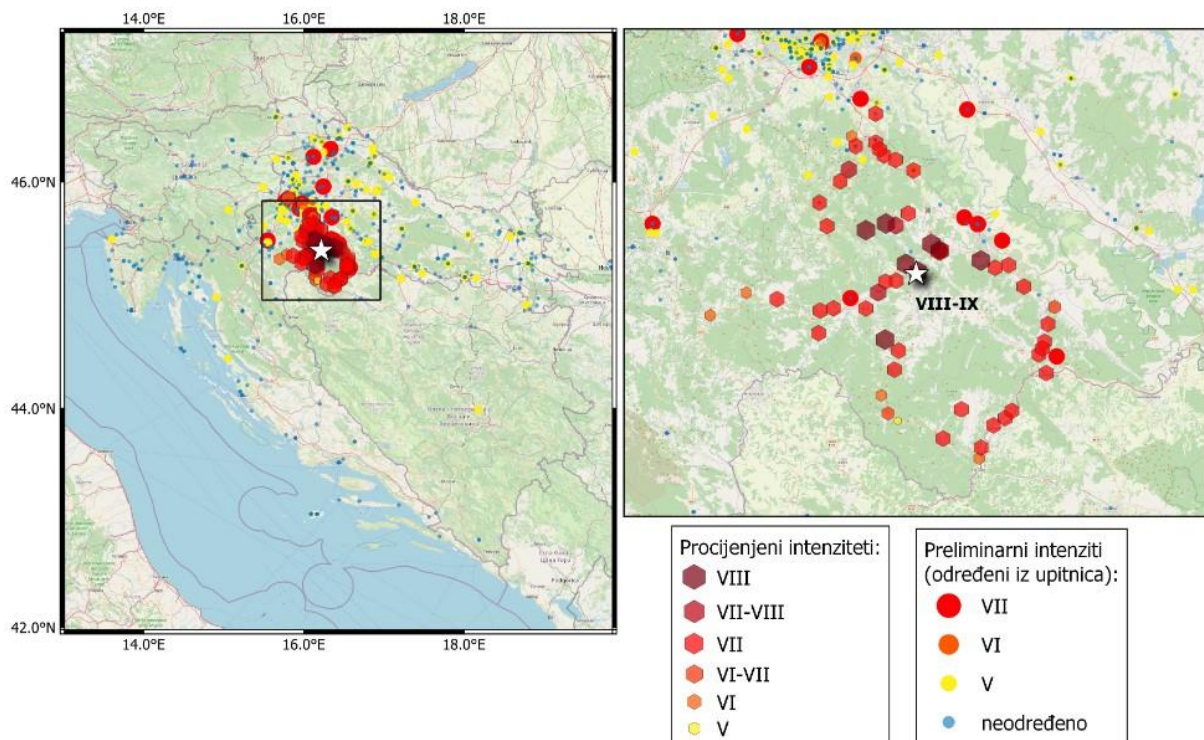 14.0°E 16.0°E 18.0°E
46.0°N
44.0°N
42.0°N
14.0°E 16.0°E 18.0°E
VIII-IX
Procijenjeni intenziteti:
VIII
VII-VIII
VII
VI-VII
VI
V
Preliminarni intenziti
(određeni iz upitnica):
VII
VI
V
neodređeno